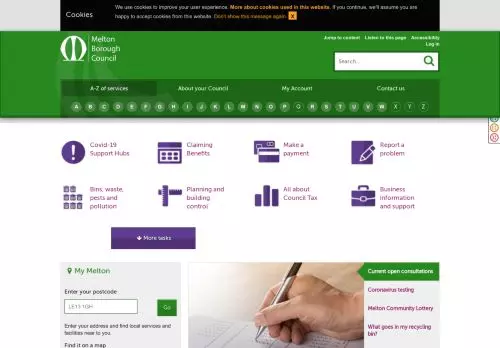 Cookies
We use cookies to improve your user experience. More about cookies used in this website. If you continue, we'll assume you are
happy to accept cookies from this website. Don't show this message again.
Melton
Borough
Council
Jump to content Listen to this page Accessibility
Log in
Search...
A-Z of services About your Council My Account Contact us
A B C D E F G H I J K L M N O P Q R S T U V W X Y Z
Covid-19
Support Hubs
Claiming
Benefits
Make a
payment
Report a
problem
Bins, waste,
pests and
pollution
Planning and
building
control
All about
Council Tax
Business
information
and support
More tasks
My Melton
Enter your postcode
LE13 1GH
Go
Enter your address and find local services and
facilities near to you.
Find it on a map
Current open consultations
Coronavirus testing
Melton Community Lottery
What goes in my recycling
bin?